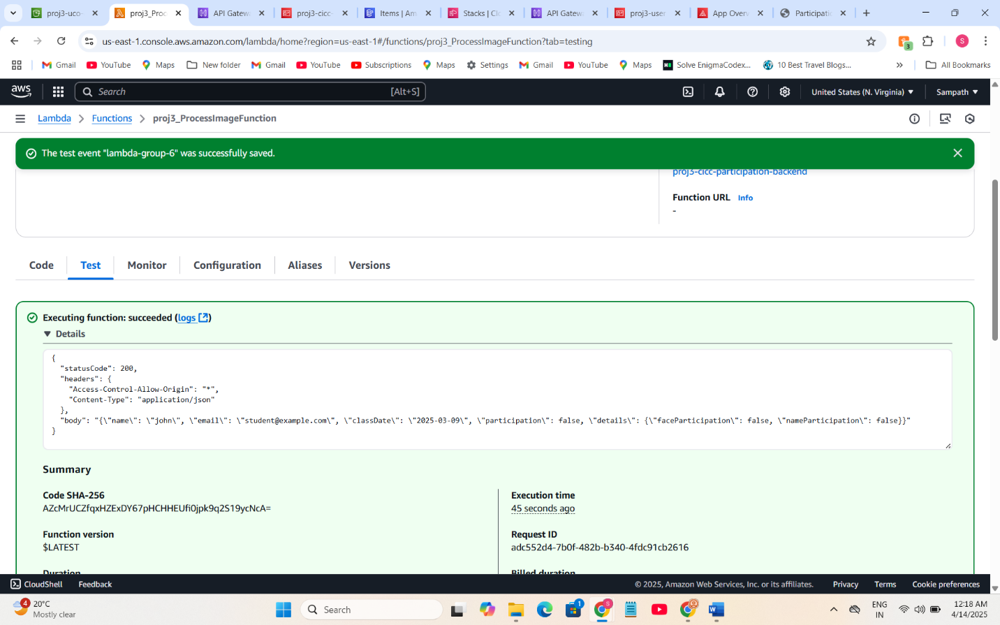 proj3-uco-
proj3_Proc
API Gatew
proj3-cicc-
Items | Am
Stacks | Clo
API Gatew
proj3-user
App Over
Participati
us-east-1.console.aws.amazon.com/lambda/home?region=us-east-1#/functions/proj3_ProcessImageFunction?tab=testing
3
S
Gmail
YouTube
Maps
New folder
Gmail
YouTube
Subscriptions
Maps
Settings
Gmail
YouTube
Maps
Solve EnigmaCodex...
10 Best Travel Blogs...
»
All Bookmarks
aws
Search
[Alt+S]
United States (N. Virginia) ▼
Sampath ▼
Lambda > Functions > proj3_ProcessImageFunction
The test event "lambda-group-6" was successfully saved.
proj3-cicc-participation-backend
Function URL Info
-
Code
Test
Monitor
Configuration
Aliases
Versions
Executing function: succeeded (logs)
▼ Details
{
"statusCode": 200,
"headers": {
"Access-Control-Allow-Origin": "*",
"Content-Type": "application/json"
},
"body": "{\"name\": \"john\", \"email\": \"student@example.com\", \"classDate\": \"2025-03-09\", \"participation\": false, \"details\": {\"faceParticipation\": false, \"nameParticipation\": false}}"
}
Summary
Code SHA-256
AZcMrUCZfqxHZExDY67pHCHHEUfi0jpk9q2S19ycNcA=
Execution time
45 seconds ago
Function version
$LATEST
Request ID
adc552d4-7b0f-482b-b340-4fdc91cb2616
Duration
Billed duration
CloudShell
Feedback
© 2025, Amazon Web Services, Inc. or its affiliates.
Privacy
Terms
Cookie preferences
4
20°C
Mostly clear
Search
1
S
W
ENG
IN
12:18 AM
4/14/2025